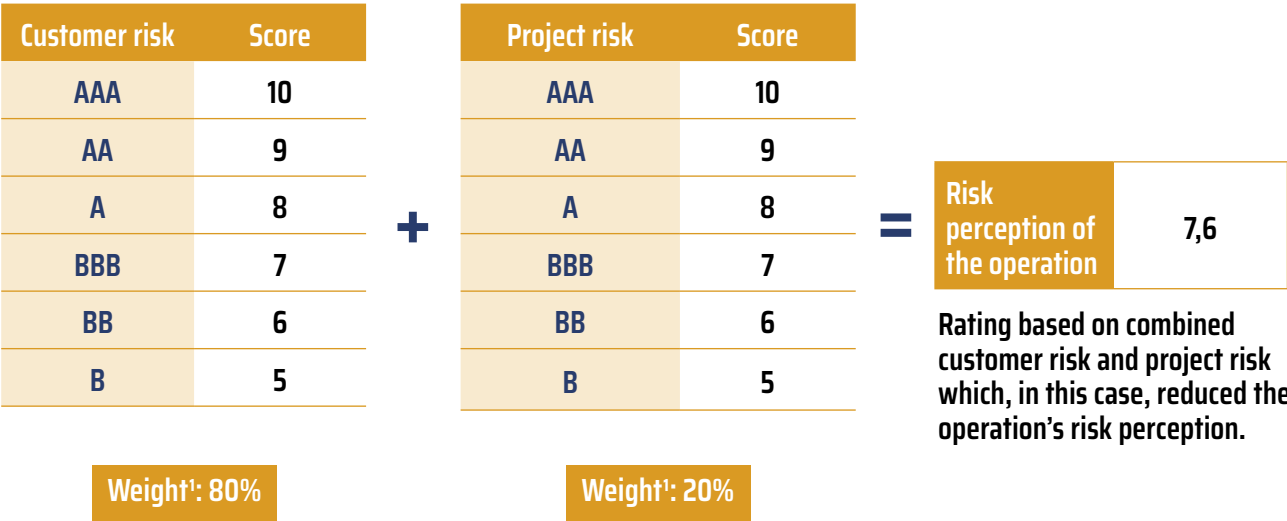 Customer risk Score
AAA 10
AA 9
A 8
BBB 7
BB 6
B 5
Weight¹: 80%
+
Project risk Score
AAA 10
AA 9
A 8
BBB 7
BB 6
B 5
Weight¹: 20%
=
Risk
perception of
the operation
7,6
Rating based on combined
customer risk and project risk
which, in this case, reduced the
operation’s risk perception.